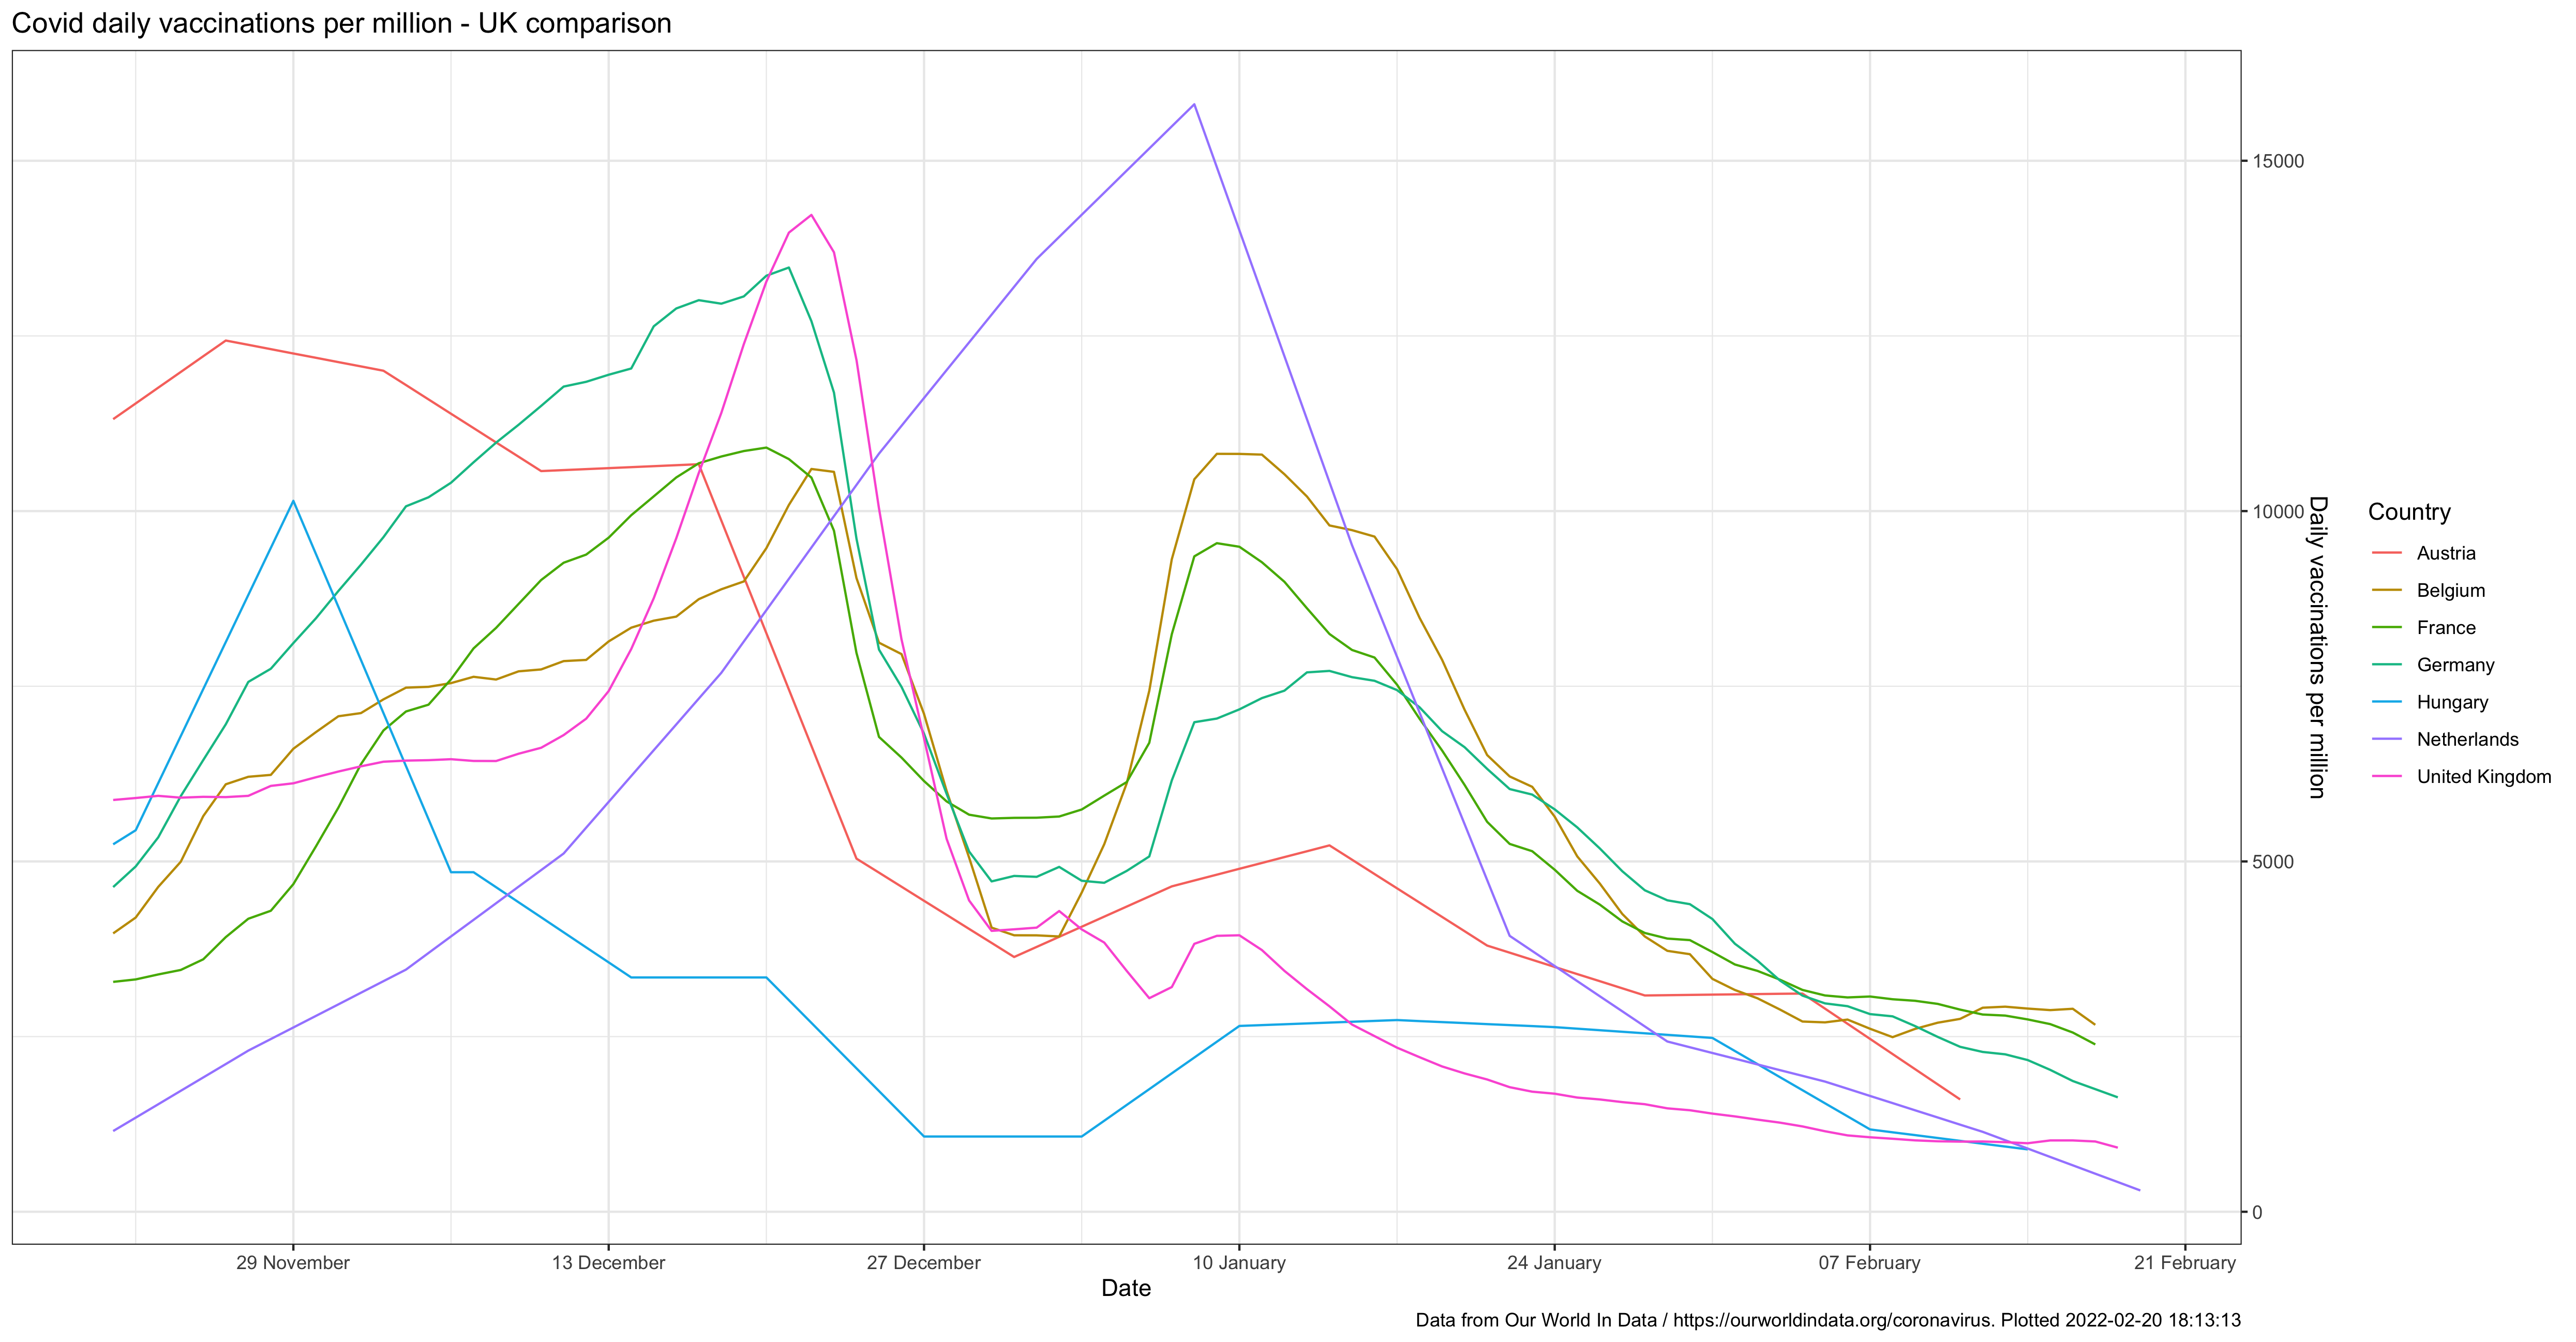 Covid daily vaccinations per million - UK comparison
15000
10000
5000
0
Daily vaccinations per million
29 November
13 December
27 December
10 January
24 January
07 February
21 February
Date
Country
Austria
Belgium
France
Germany
Hungary
Netherlands
United Kingdom
Data from Our World In Data / https://ourworldindata.org/coronavirus. Plotted 2022-02-20 18:13:13